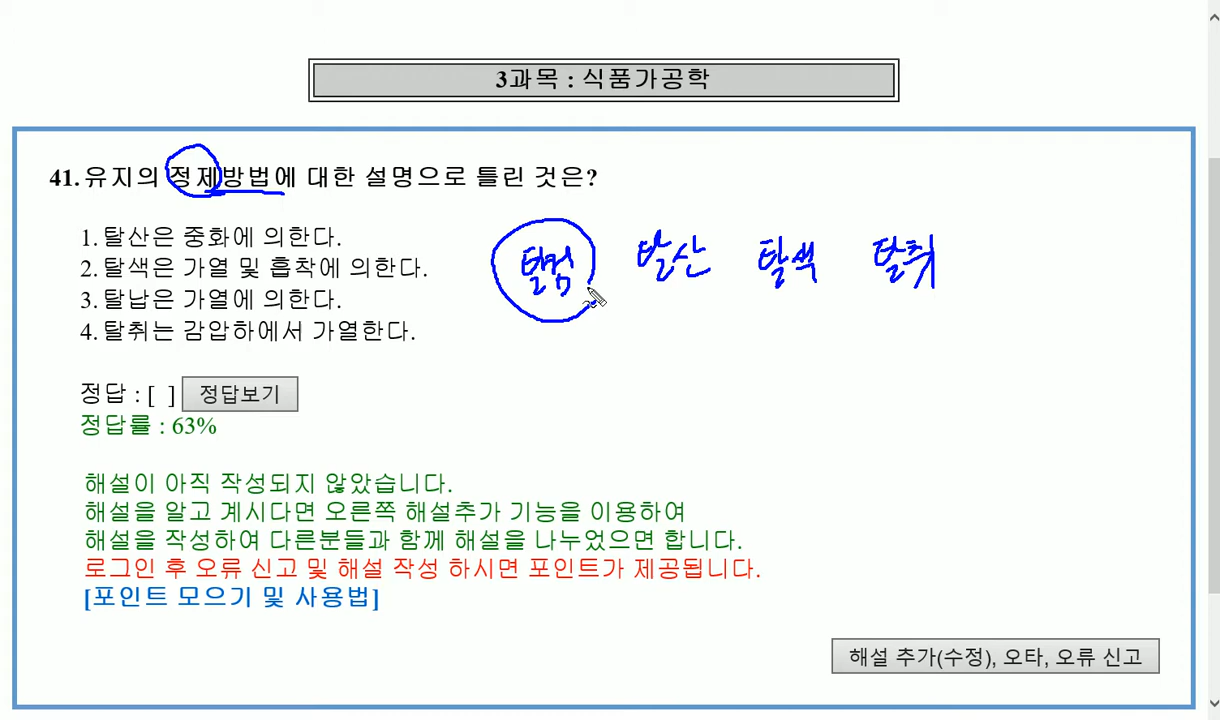 3과목 : 식품가공학
41. 유지의 정제방법에 대한 설명으로 틀린 것은?
1. 탈산은 중화에 의한다.
2. 탈색은 가열 및 흡착에 의한다.
3. 탈납은 가열에 의한다.
4. 탈취는 감압하에서 가열한다.
탈검 탈산 탈색 탈취
정답 : [ ] 정답보기
정답률 : 63%
해설이 아직 작성되지 않았습니다.
해설을 알고 계시다면 오른쪽 해설추가 기능을 이용하여
해설을 작성하여 다른분들과 함께 해설을 나누었으면 합니다.
로그인 후 오류 신고 및 해설 작성 하시면 포인트가 제공됩니다.
[포인트 모으기 및 사용법]
해설 추가(수정), 오타, 오류 신고